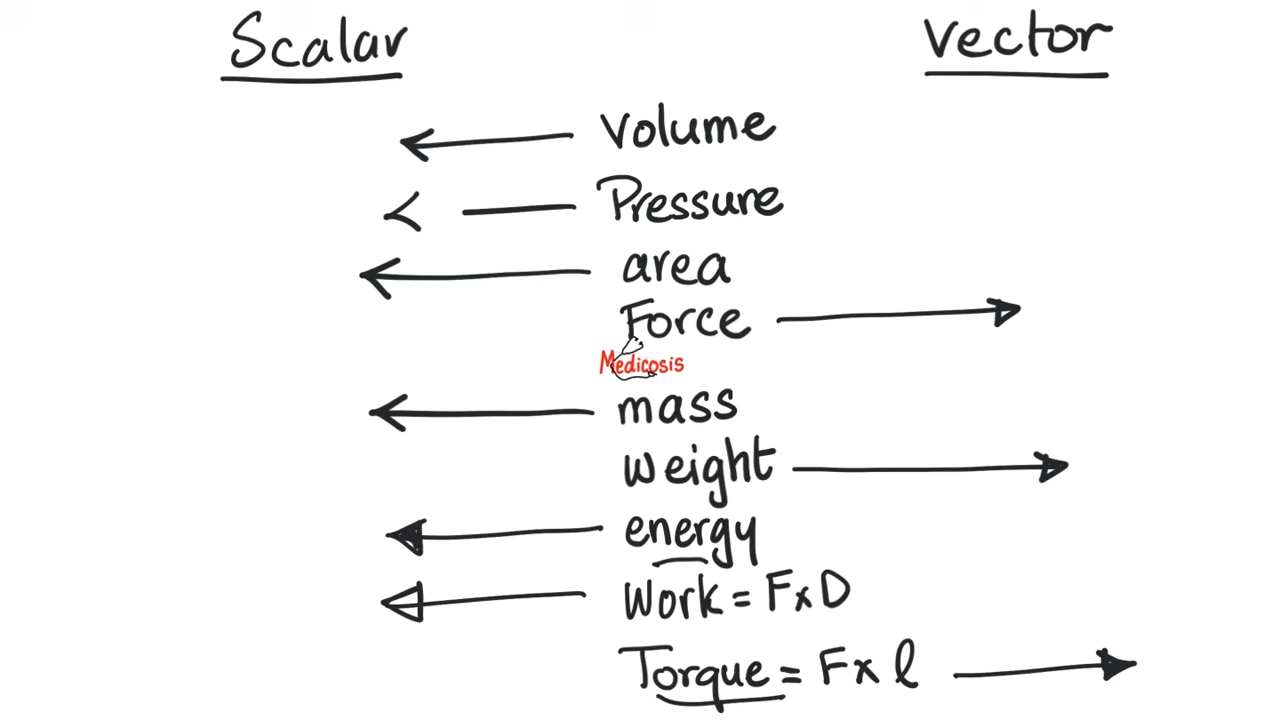 Scalar
Vector
Volume
Pressure
area
Force
Medicosis
mass
weight
energy
Work = F x D
Torque = F x l